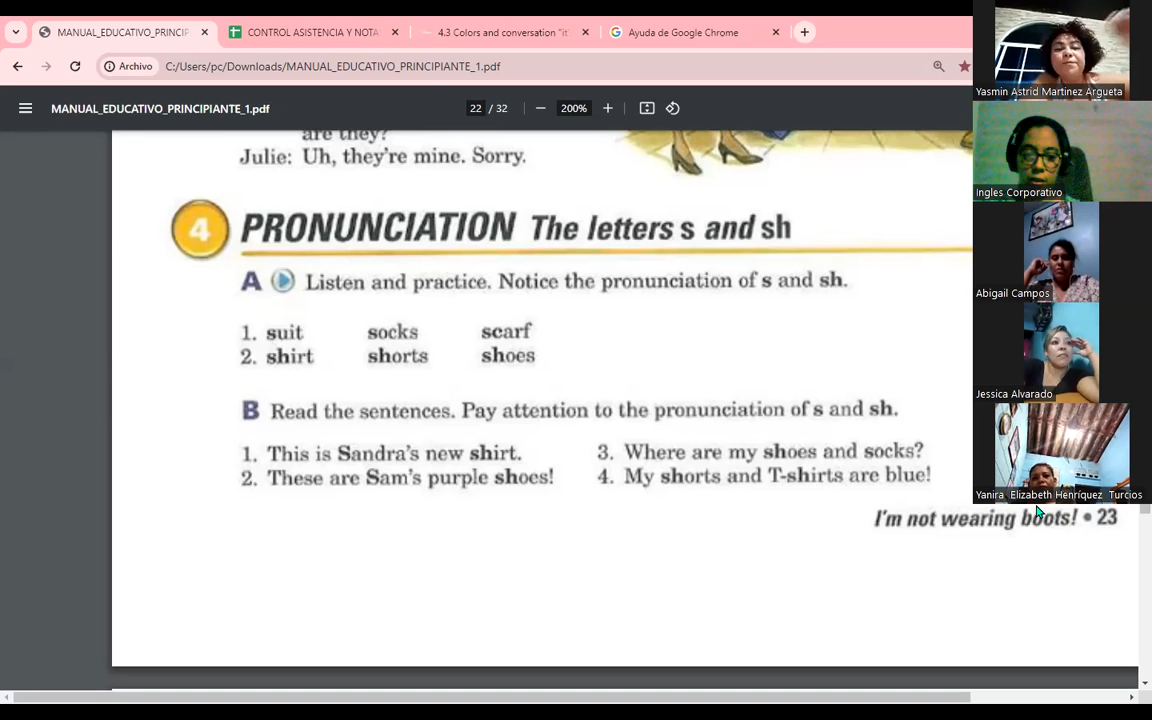 MANUAL_EDUCATIVO_PRINCIP
CONTROL ASISTENCIA Y NOTA
4.3 Colors and conversation "it
Ayuda de Google Chrome
Archivo
C:/Users/pc/Downloads/MANUAL_EDUCATIVO_PRINCIPIANTE_1.pdf
MANUAL_EDUCATIVO_PRINCIPIANTE_1.pdf
22 / 32
200%
are they?
Julie: Uh, they're mine. Sorry.
4 PRONUNCIATION The letters s and sh
A Listen and practice. Notice the pronunciation of s and sh.
1. suit socks scarf
2. shirt shorts shoes
B Read the sentences. Pay attention to the pronunciation of s and sh.
1. This is Sandra's new shirt.
2. These are Sam's purple shoes!
3. Where are my shoes and socks?
4. My shorts and T-shirts are blue!
I'm not wearing boots! • 23
Yasmin Astrid Martinez Argueta
Ingles Corporativo
Abigail Campos
Jessica Alvarado
Yanira Elizabeth Henríquez Turcios